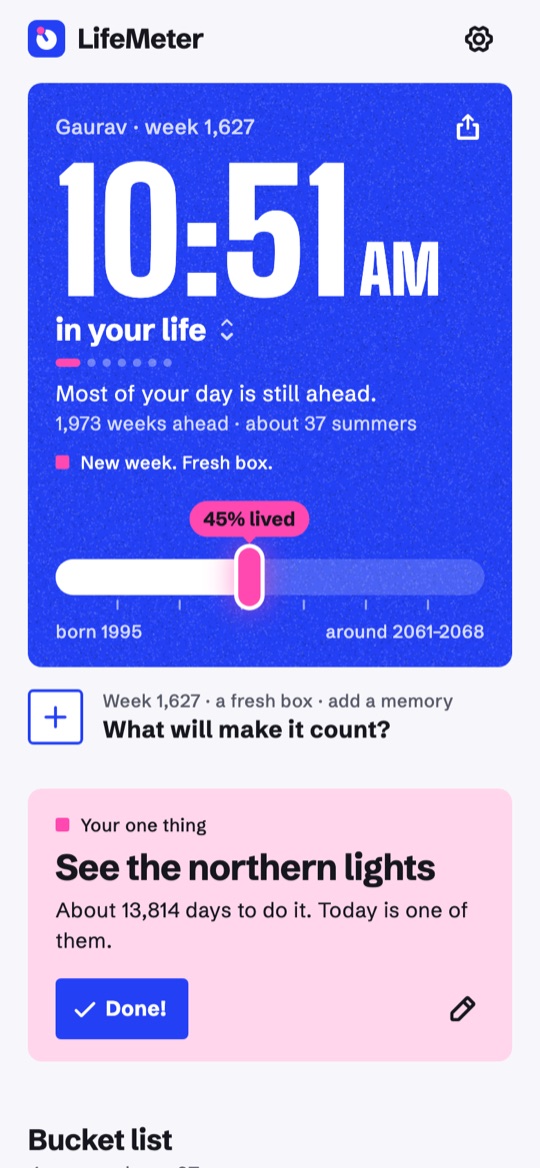 LifeMeter
Gaurav · week 1,627
10:51 AM
in your life
Most of your day is still ahead.
1,973 weeks ahead · about 37 summers
New week. Fresh box.
45% lived
born 1995
around 2061–2068
Week 1,627 · a fresh box · add a memory
What will make it count?
Your one thing
See the northern lights
About 13,814 days to do it. Today is one of
them.
Done!
Bucket list